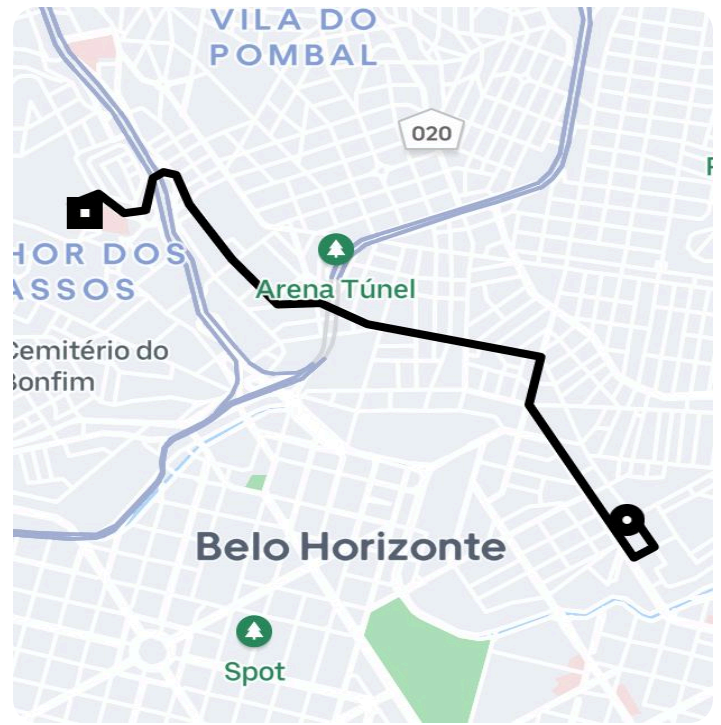 VILA DO
POMBAL
020
HOR DOS
ASSOS
Arena Túnel
Cemitério do
Bonfim
Belo Horizonte
Spot